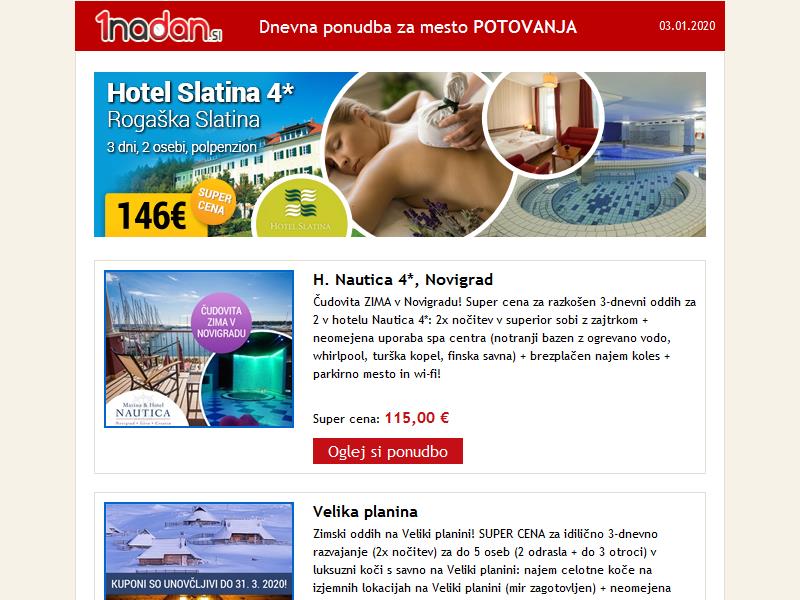 1nadan.si
Dnevna ponudba za mesto POTOVANJA
03.01.2020
Hotel Slatina 4*
Rogaška Slatina
3 dni, 2 osebi, polpenzion
SUPER
CENA
146€
HOTEL SLATINA
ČUDOVITA
ZIMA V
NOVIGRADU
Marina & Hotel
NAUTICA
H. Nautica 4*, Novigrad
Čudovita ZIMA v Novigradu! Super cena za razkošen 3-dnevni oddih za
2 v hotelu Nautica 4*: 2x nočitev v superior sobi z zajtrkom +
neomejena uporaba spa centra (notranji bazen z ogrevano vodo,
whirlpool, turška kopel, finska savna) + brezplačen najem koles +
parkirno mesto in wi-fi!
Super cena: 115,00 €
Oglej si ponudbo
KUPONI SO UNOVČLJIVI DO 31. 3. 2020!
Velika planina
Zimski oddih na Veliki planini! SUPER CENA za idilično 3-dnevno
razvajanje (2x nočitev) za do 5 oseb (2 odrasla + do 3 otroci) v
luksuzni koči s savno na Veliki planini: najem celotne koče na
izjemnih lokacijah na Veliki planini (mir zagotovljen) + neomejena